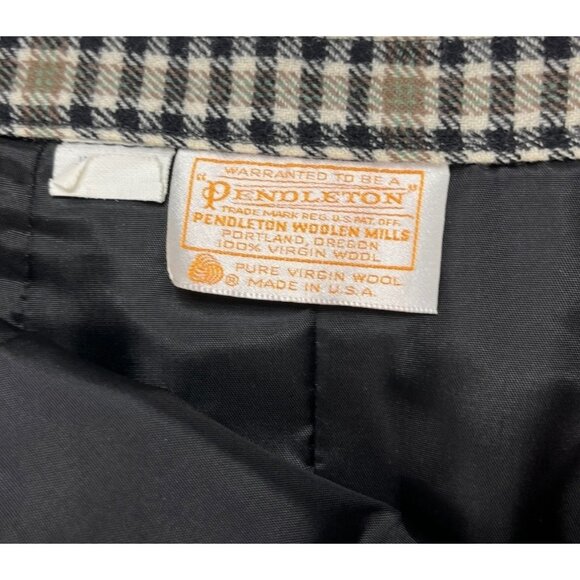 WARRANTED TO BE A
"PENDLETON"
TRADE MARK REG. U.S. PAT. OFF.
PENDLETON WOOLEN MILLS
PORTLAND, OREGON
100% VIRGIN WOOL
PURE VIRGIN WOOL
® MADE IN U.S.A.